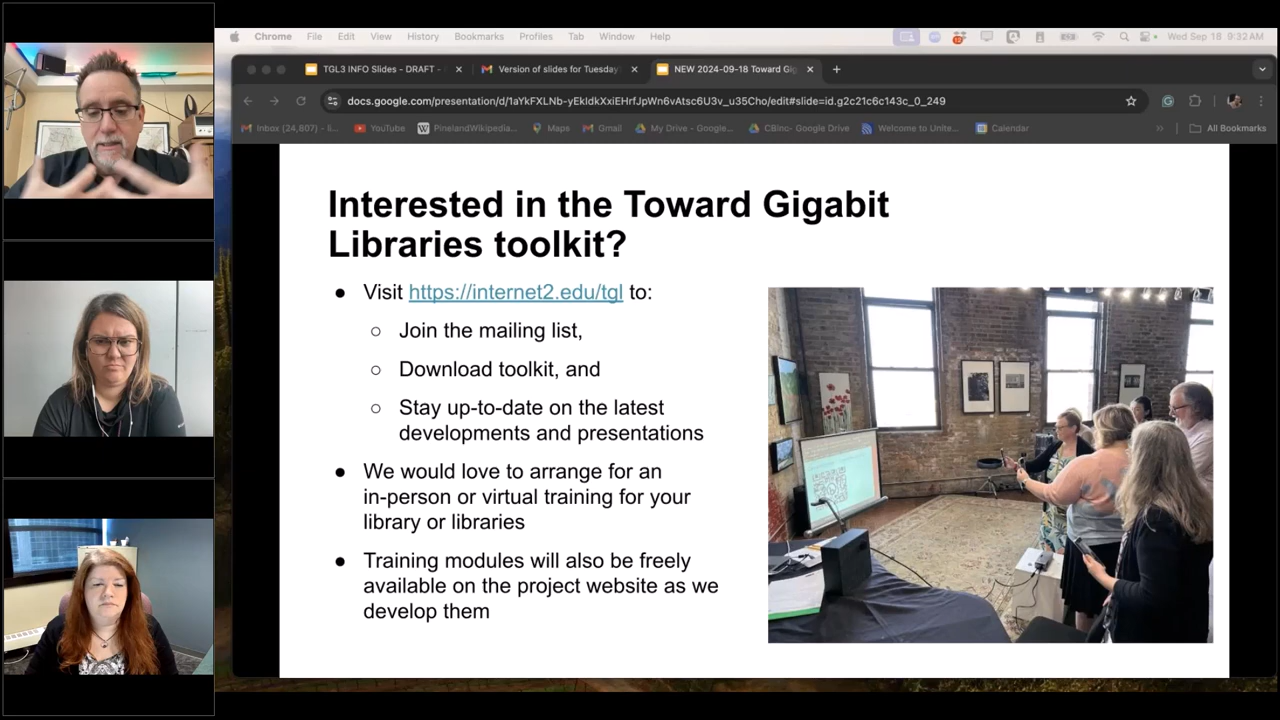 Chrome File Edit View History Bookmarks Profiles Tab Window Help Wed Sep 18 9:32 AM
TGL3 INFO Slides - DRAFT - Version of slides for Tuesday NEW 2024-09-18 Toward Gig
docs.google.com/presentation/d/1aYkFXLNb-yEkIdkXxiEHrfJpWn6vAtsc6U3v_u35Cho/edit#slide=id.g2c21c6c143c_0_249
Inbox (24,807) - li... YouTube PinelandWikipedia... Maps Gmail My Drive - Google... CBInc- Google Drive Welcome to Unite... Calendar All Bookmarks
Interested in the Toward Gigabit
Libraries toolkit?
● Visit https://internet2.edu/tgl to:
○ Join the mailing list,
○ Download toolkit, and
○ Stay up-to-date on the latest
developments and presentations
● We would love to arrange for an
in-person or virtual training for your
library or libraries
● Training modules will also be freely
available on the project website as we
develop them